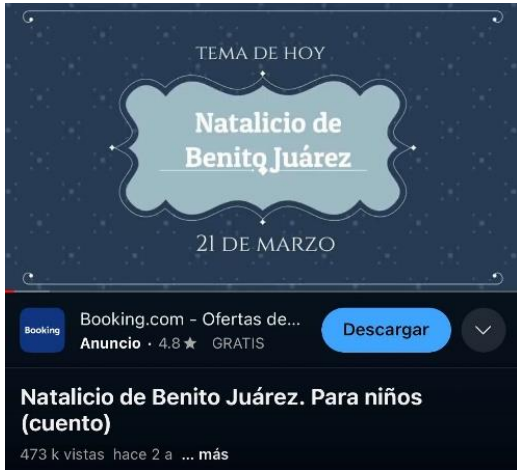 TEMA DE HOY
Natalicio de
Benito Juárez
21 DE MARZO
Booking
Booking.com - Ofertas de...
Anuncio · 4.8 ★ GRATIS
Descargar
Natalicio de Benito Juárez. Para niños
(cuento)
473 k vistas hace 2 a ... más